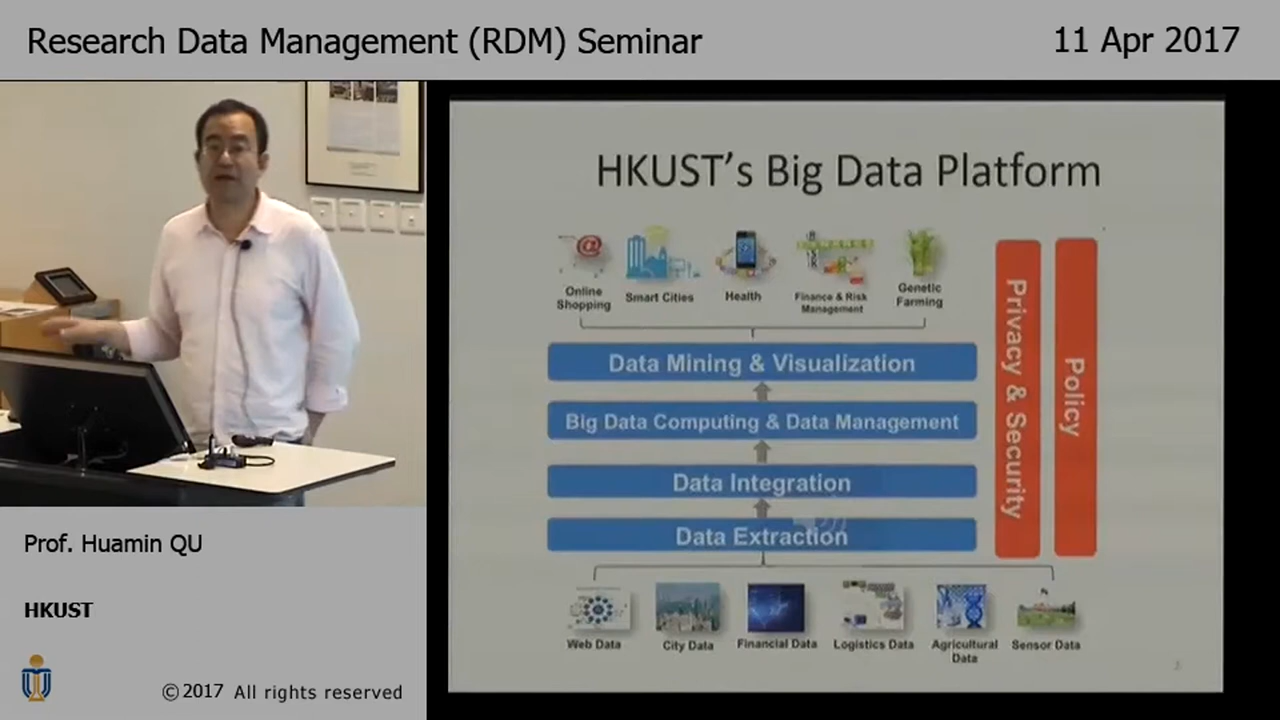 Research Data Management (RDM) Seminar
11 Apr 2017
HKUST's Big Data Platform
Online
Shopping
Smart Cities
Health
Finance & Risk
Management
Genetic
Farming
Data Mining & Visualization
Big Data Computing & Data Management
Data Integration
Data Extraction
Privacy & Security
Policy
Web Data
City Data
Financial Data
Logistics Data
Agricultural
Data
Sensor Data
Prof. Huamin QU
HKUST
©2017 All rights reserved